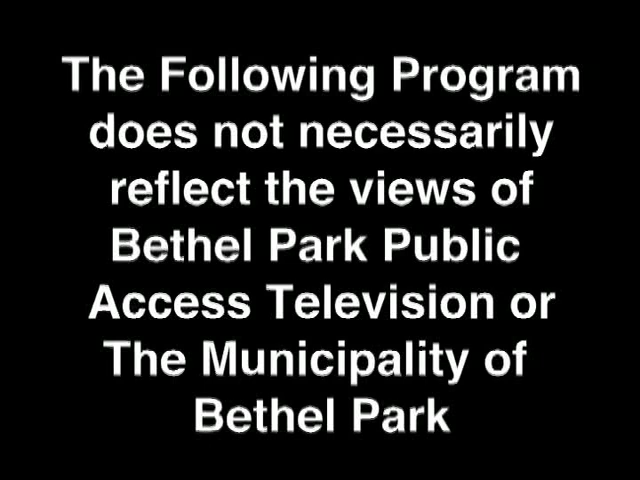 The Following Program
does not necessarily
reflect the views of
Bethel Park Public
Access Television or
The Municipality of
Bethel Park